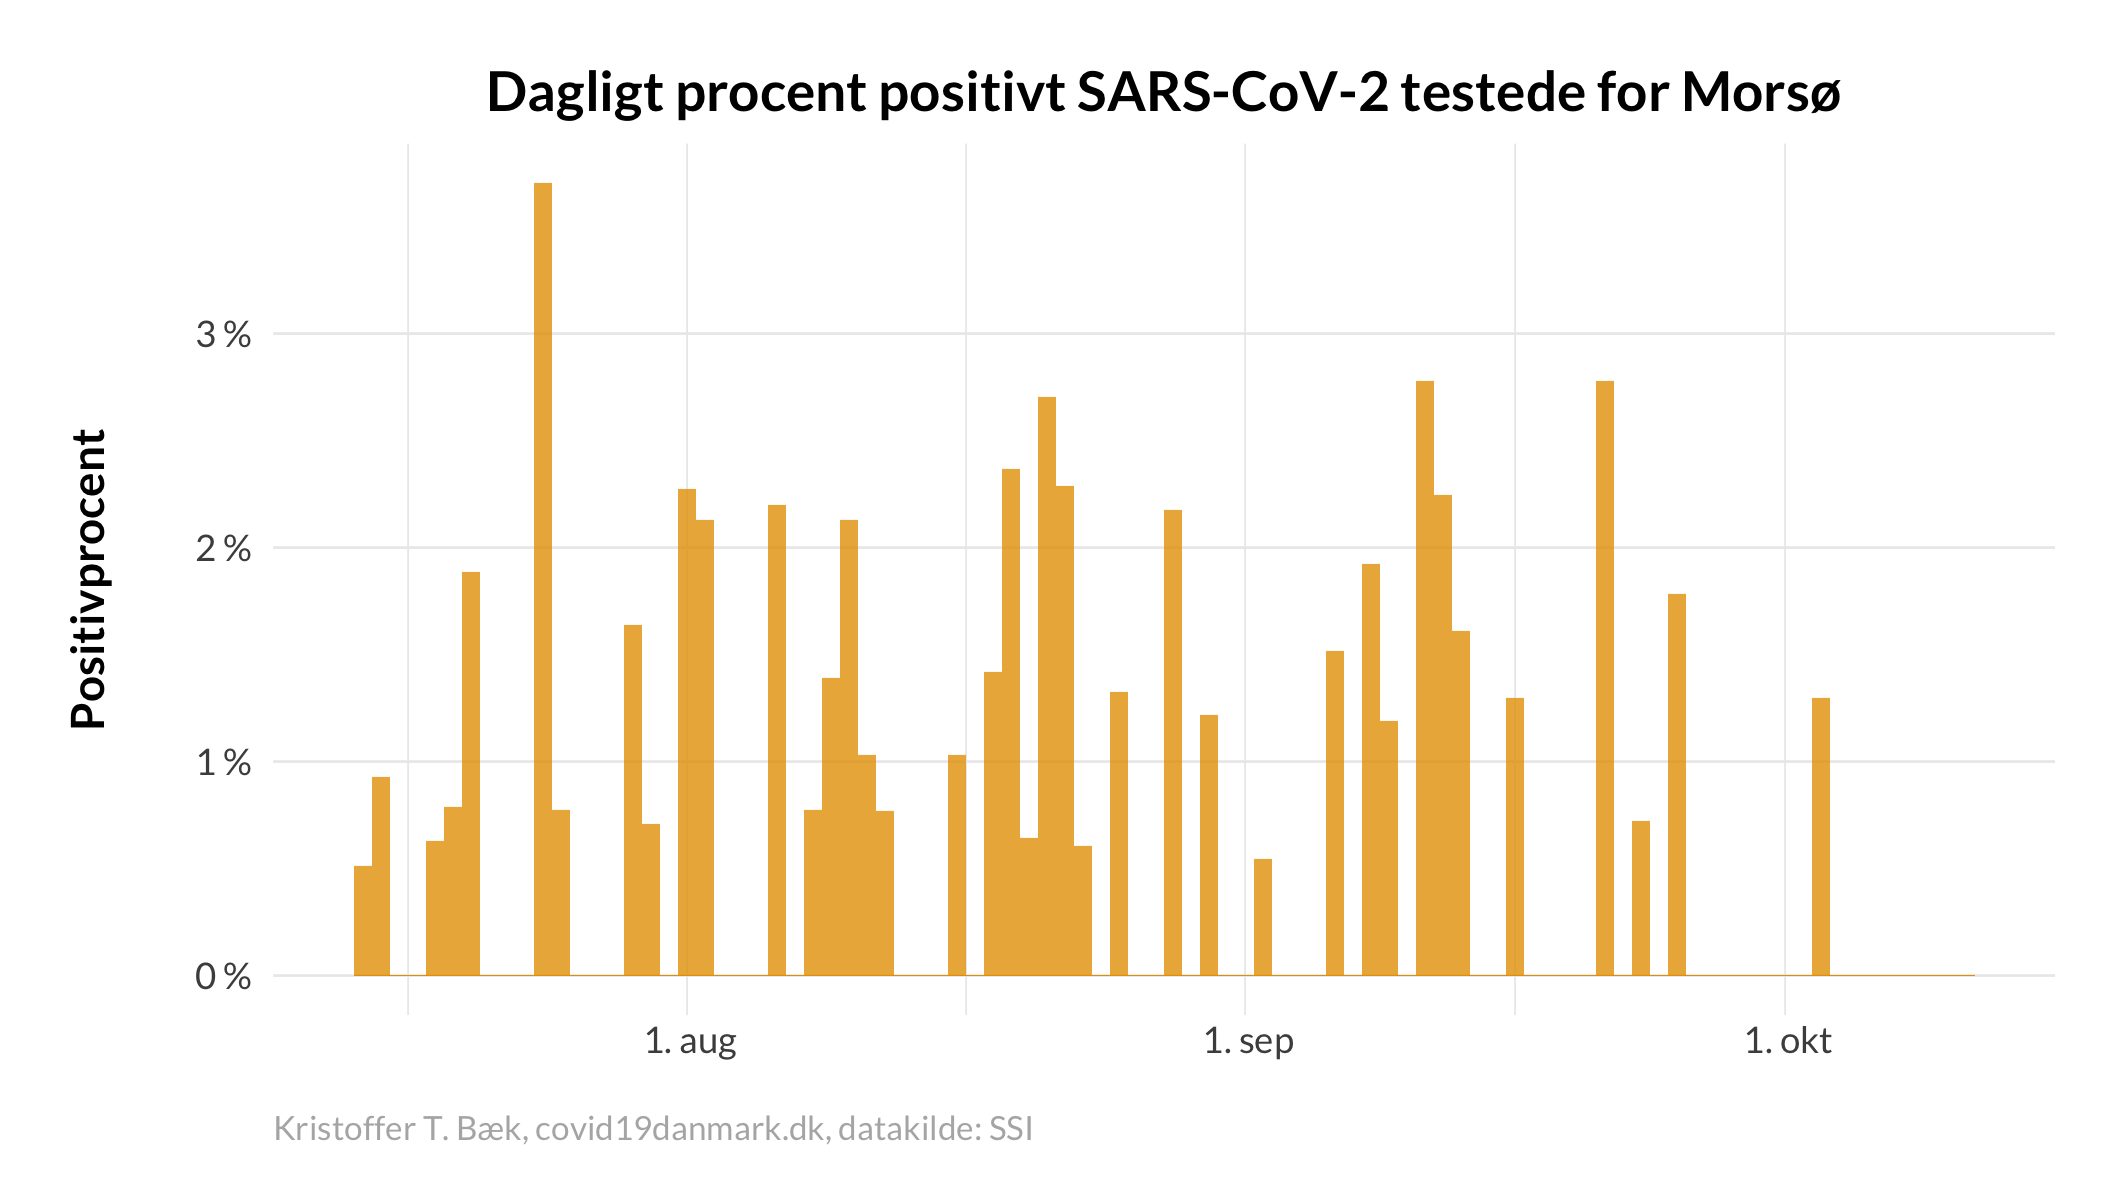 Dagligt procent positivt SARS-CoV-2 testede for Morsø
Positivprocent
3 %
2 %
1 %
0 %
1. aug
1. sep
1. okt
Kristoffer T. Bæk, covid19danmark.dk, datakilde: SSI